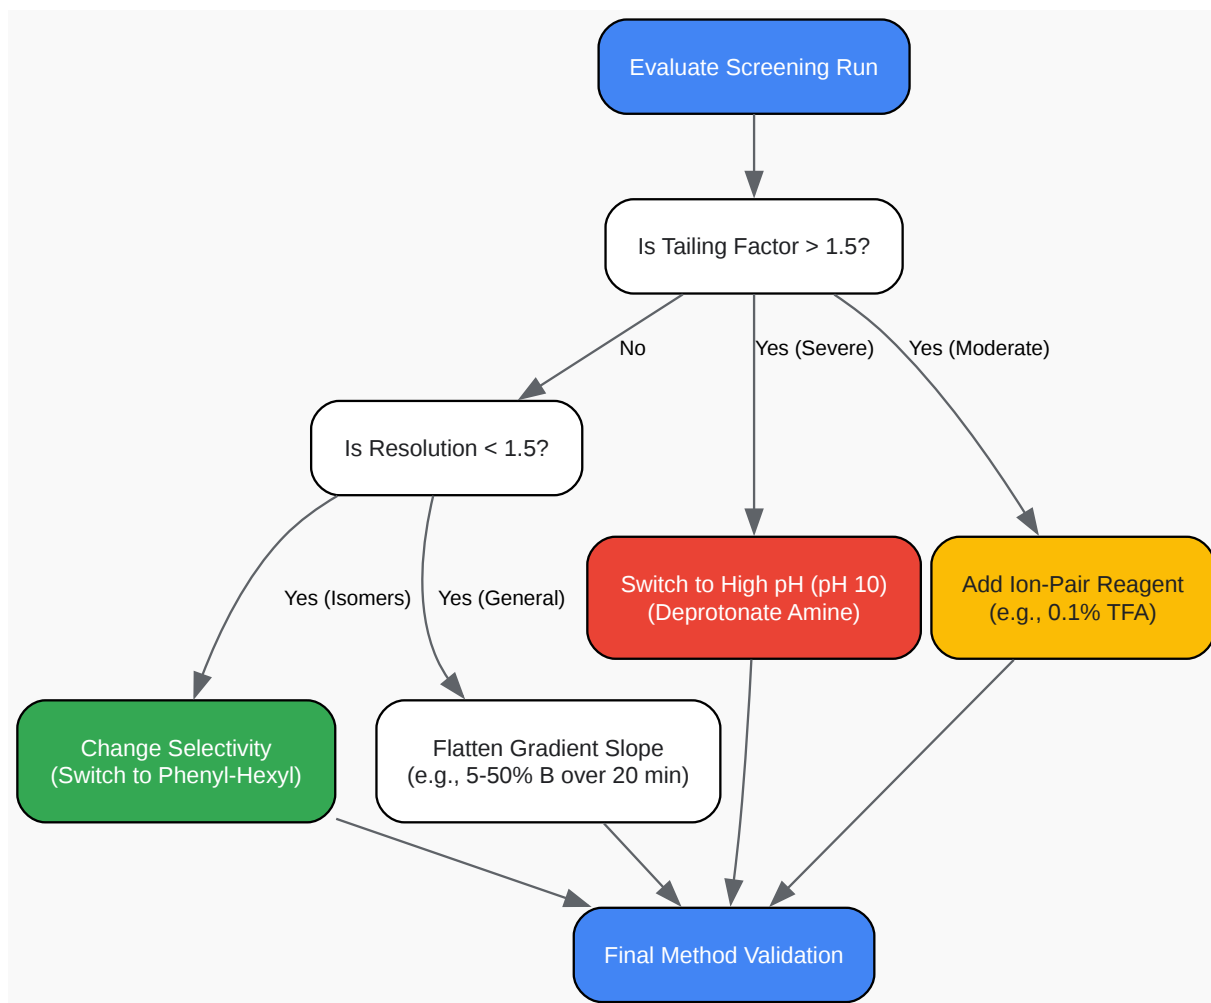 Evaluate Screening Run
Is Tailing Factor > 1.5?
No
Yes (Severe)
Yes (Moderate)
Is Resolution < 1.5?
Yes (Isomers)
Yes (General)
Switch to High pH (pH 10)
(Deprotonate Amine)
Add Ion-Pair Reagent
(e.g., 0.1% TFA)
Change Selectivity
(Switch to Phenyl-Hexyl)
Flatten Gradient Slope
(e.g., 5-50% B over 20 min)
Final Method Validation